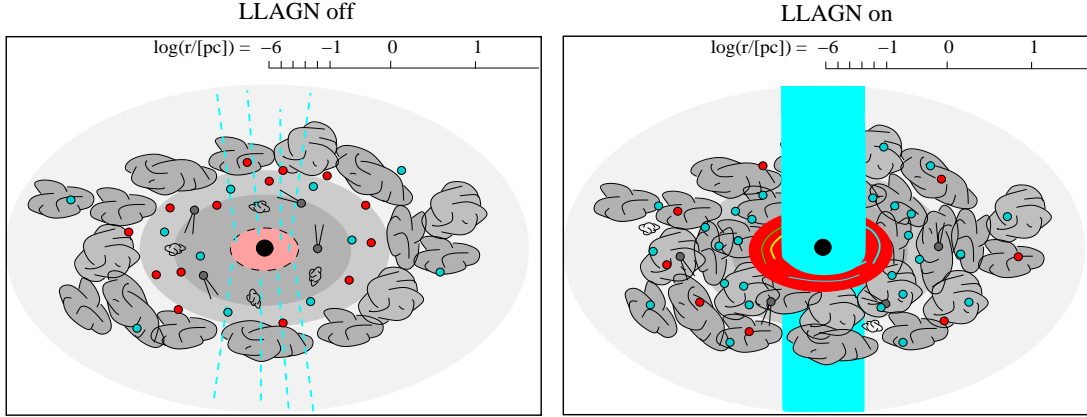 LLAGN off
log(r/[pc]) = −6 −1 0 1
LLAGN on
log(r/[pc]) = −6 −1 0 1